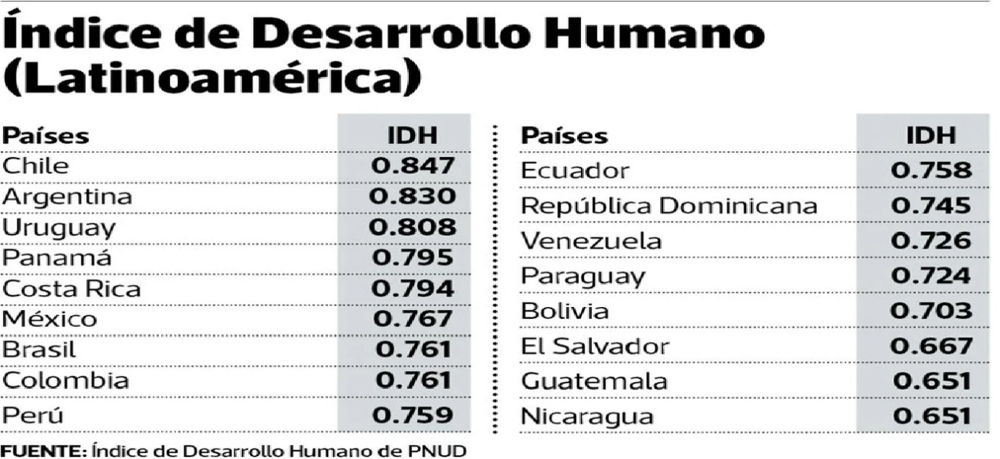 Índice de Desarrollo Humano
(Latinoamérica)
Países IDH
Chile 0.847
Argentina 0.830
Uruguay 0.808
Panamá 0.795
Costa Rica 0.794
México 0.767
Brasil 0.761
Colombia 0.761
Perú 0.759
Países IDH
Ecuador 0.758
República Dominicana 0.745
Venezuela 0.726
Paraguay 0.724
Bolivia 0.703
El Salvador 0.667
Guatemala 0.651
Nicaragua 0.651
FUENTE: Índice de Desarrollo Humano de PNUD